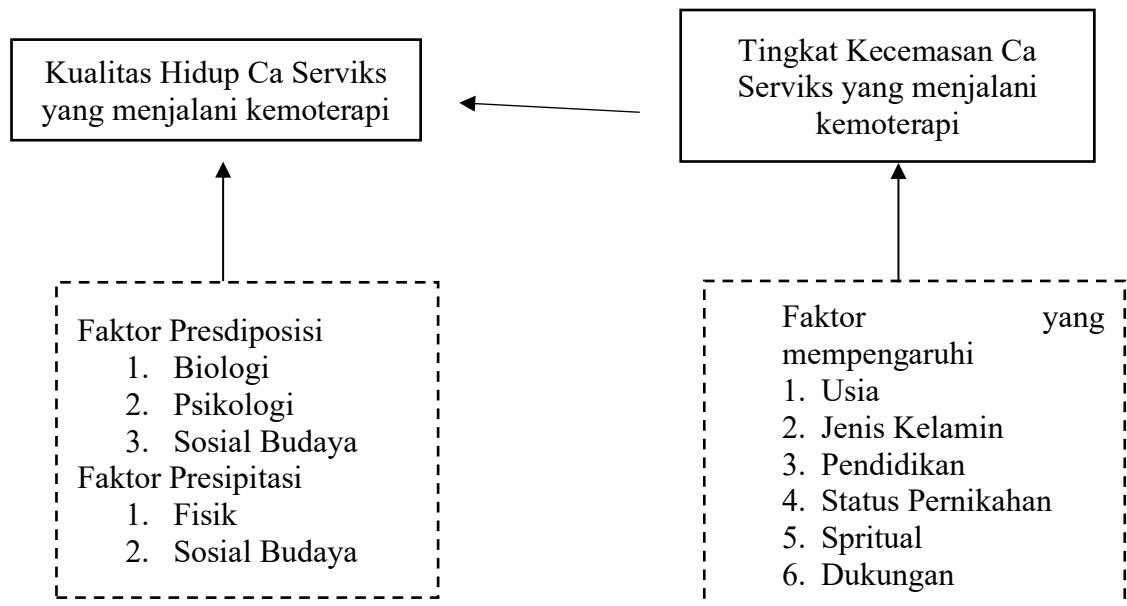 Kualitas Hidup Ca Serviks
yang menjalani kemoterapi
Tingkat Kecemasan Ca
Serviks yang menjalani
kemoterapi
Faktor Presdiposisi
1. Biologi
2. Psikologi
3. Sosial Budaya
Faktor Presipitasi
1. Fisik
2. Sosial Budaya
Faktor yang
mempengaruhi
1. Usia
2. Jenis Kelamin
3. Pendidikan
4. Status Pernikahan
5. Spritual
6. Dukungan